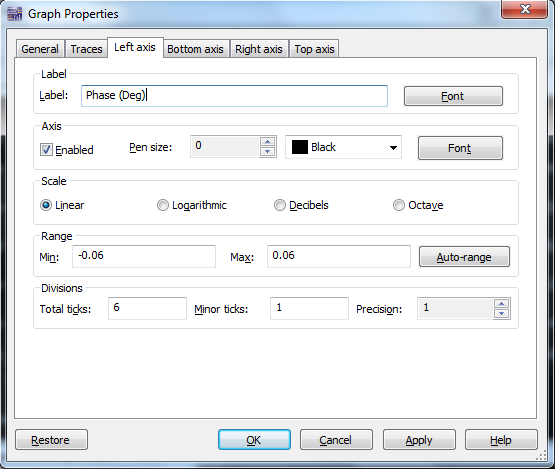 Graph Properties
General Traces Left axis Bottom axis Right axis Top axis
Label
Label: Phase (Deg) Font
Axis
Enabled Pen size: 0 Black Font
Scale
Linear Logarithmic Decibels Octave
Range
Min: -0.06 Max: 0.06 Auto-range
Divisions
Total ticks: 6 Minor ticks: 1 Precision: 1
Restore OK Cancel Apply Help